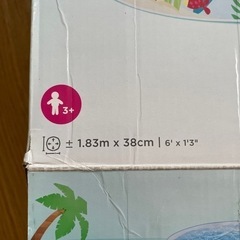 3+
± 1.83m x 38cm | 6' x 1'3"